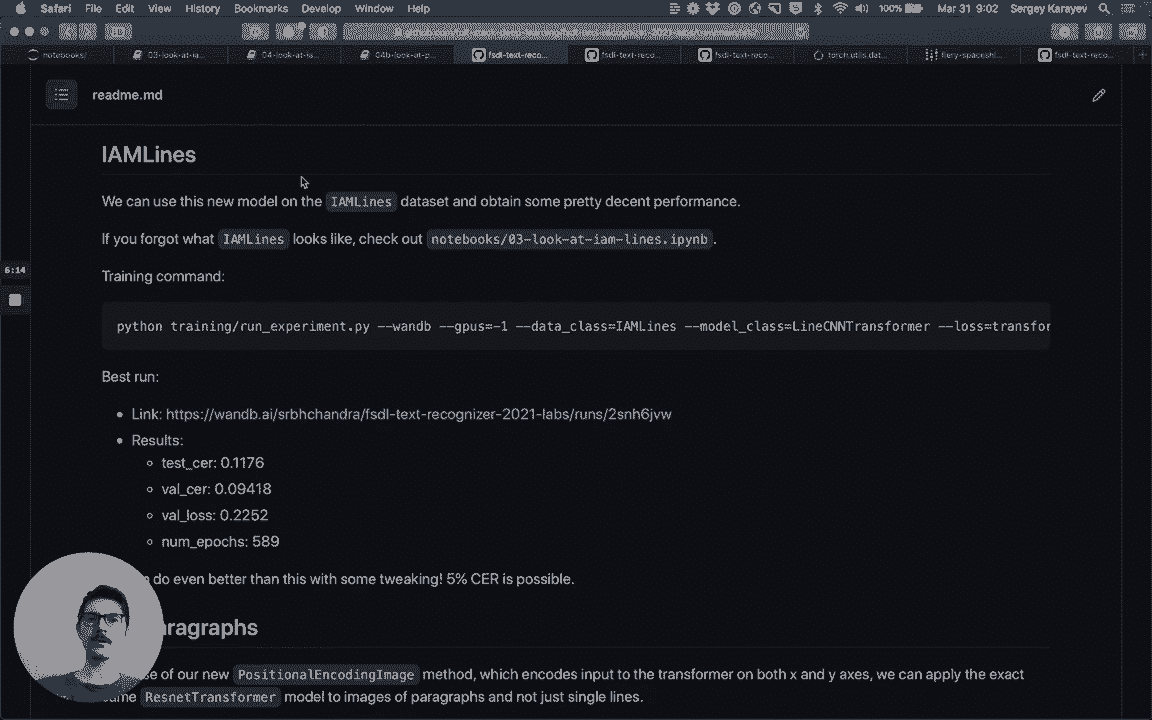 Safari File Edit View History Bookmarks Develop Window Help 100% Mar 31 9:02 Sergey Karayev
notebooks/ 03-look-at-ia... 04-look-at-is... 04b-look-at-p... fsdl-text-reco... fsdl-text-reco... fsdl-text-reco... torch.utils.dat... fiery-spaceshi... fsdl-text-reco...
readme.md
IAMLines
We can use this new model on the IAMLines dataset and obtain some pretty decent performance.
If you forgot what IAMLines looks like, check out notebooks/03-look-at-iam-lines.ipynb.
6:14
Training command:
python training/run_experiment.py --wandb --gpus=-1 --data_class=IAMLines --model_class=LineCNNTransformer --loss=transfor
Best run:
Link: https://wandb.ai/srbhchandra/fsdl-text-recognizer-2021-labs/runs/2snh6jvw
Results:
test_cer: 0.1176
val_cer: 0.09418
val_loss: 0.2252
num_epochs: 589
do even better than this with some tweaking! 5% CER is possible.
ragraphs
se of our new PositionalEncodingImage method, which encodes input to the transformer on both x and y axes, we can apply the exact
me ResnetTransformer model to images of paragraphs and not just single lines.